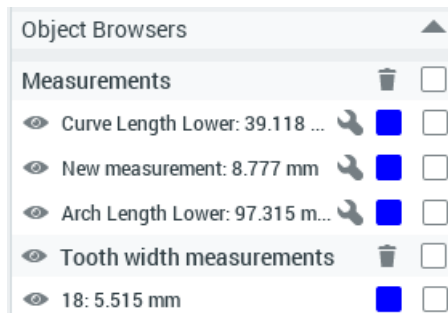 Object Browsers
Measurements
Curve Length Lower: 39.118 ...
New measurement: 8.777 mm
Arch Length Lower: 97.315 m...
Tooth width measurements
18: 5.515 mm